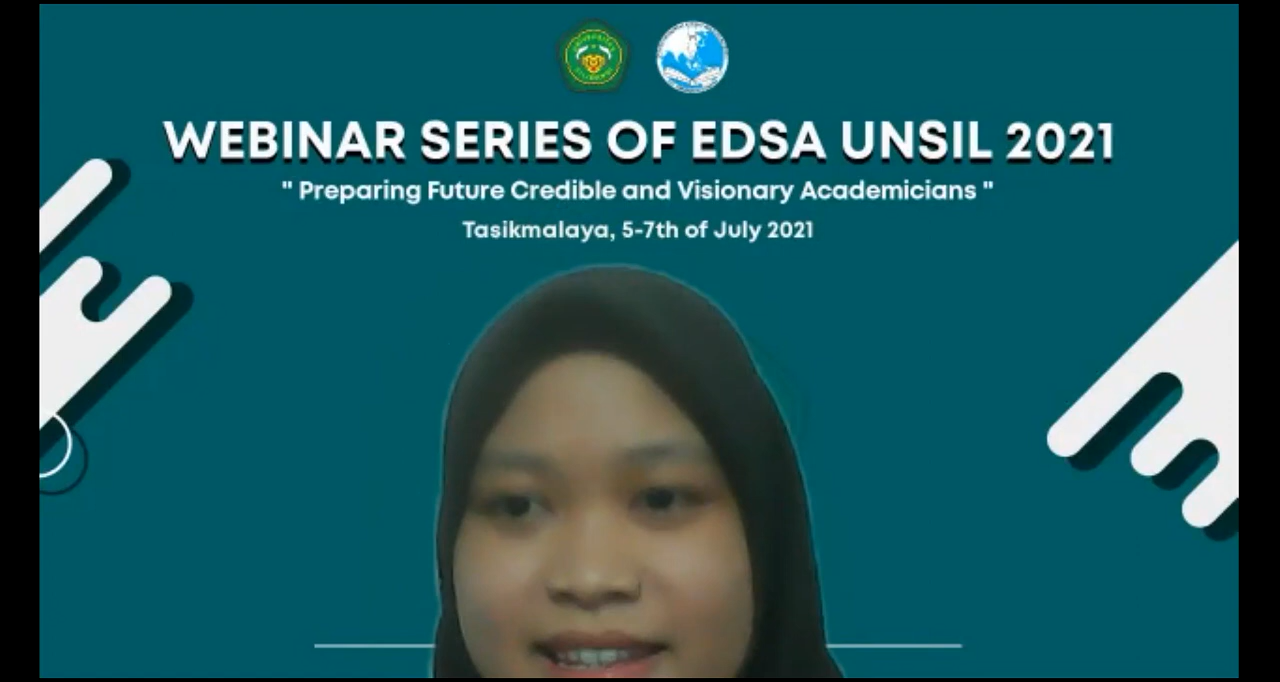 WEBINAR SERIES OF EDSA UNSIL 2021
" Preparing Future Credible and Visionary Academicians "
Tasikmalaya, 5-7th of July 2021